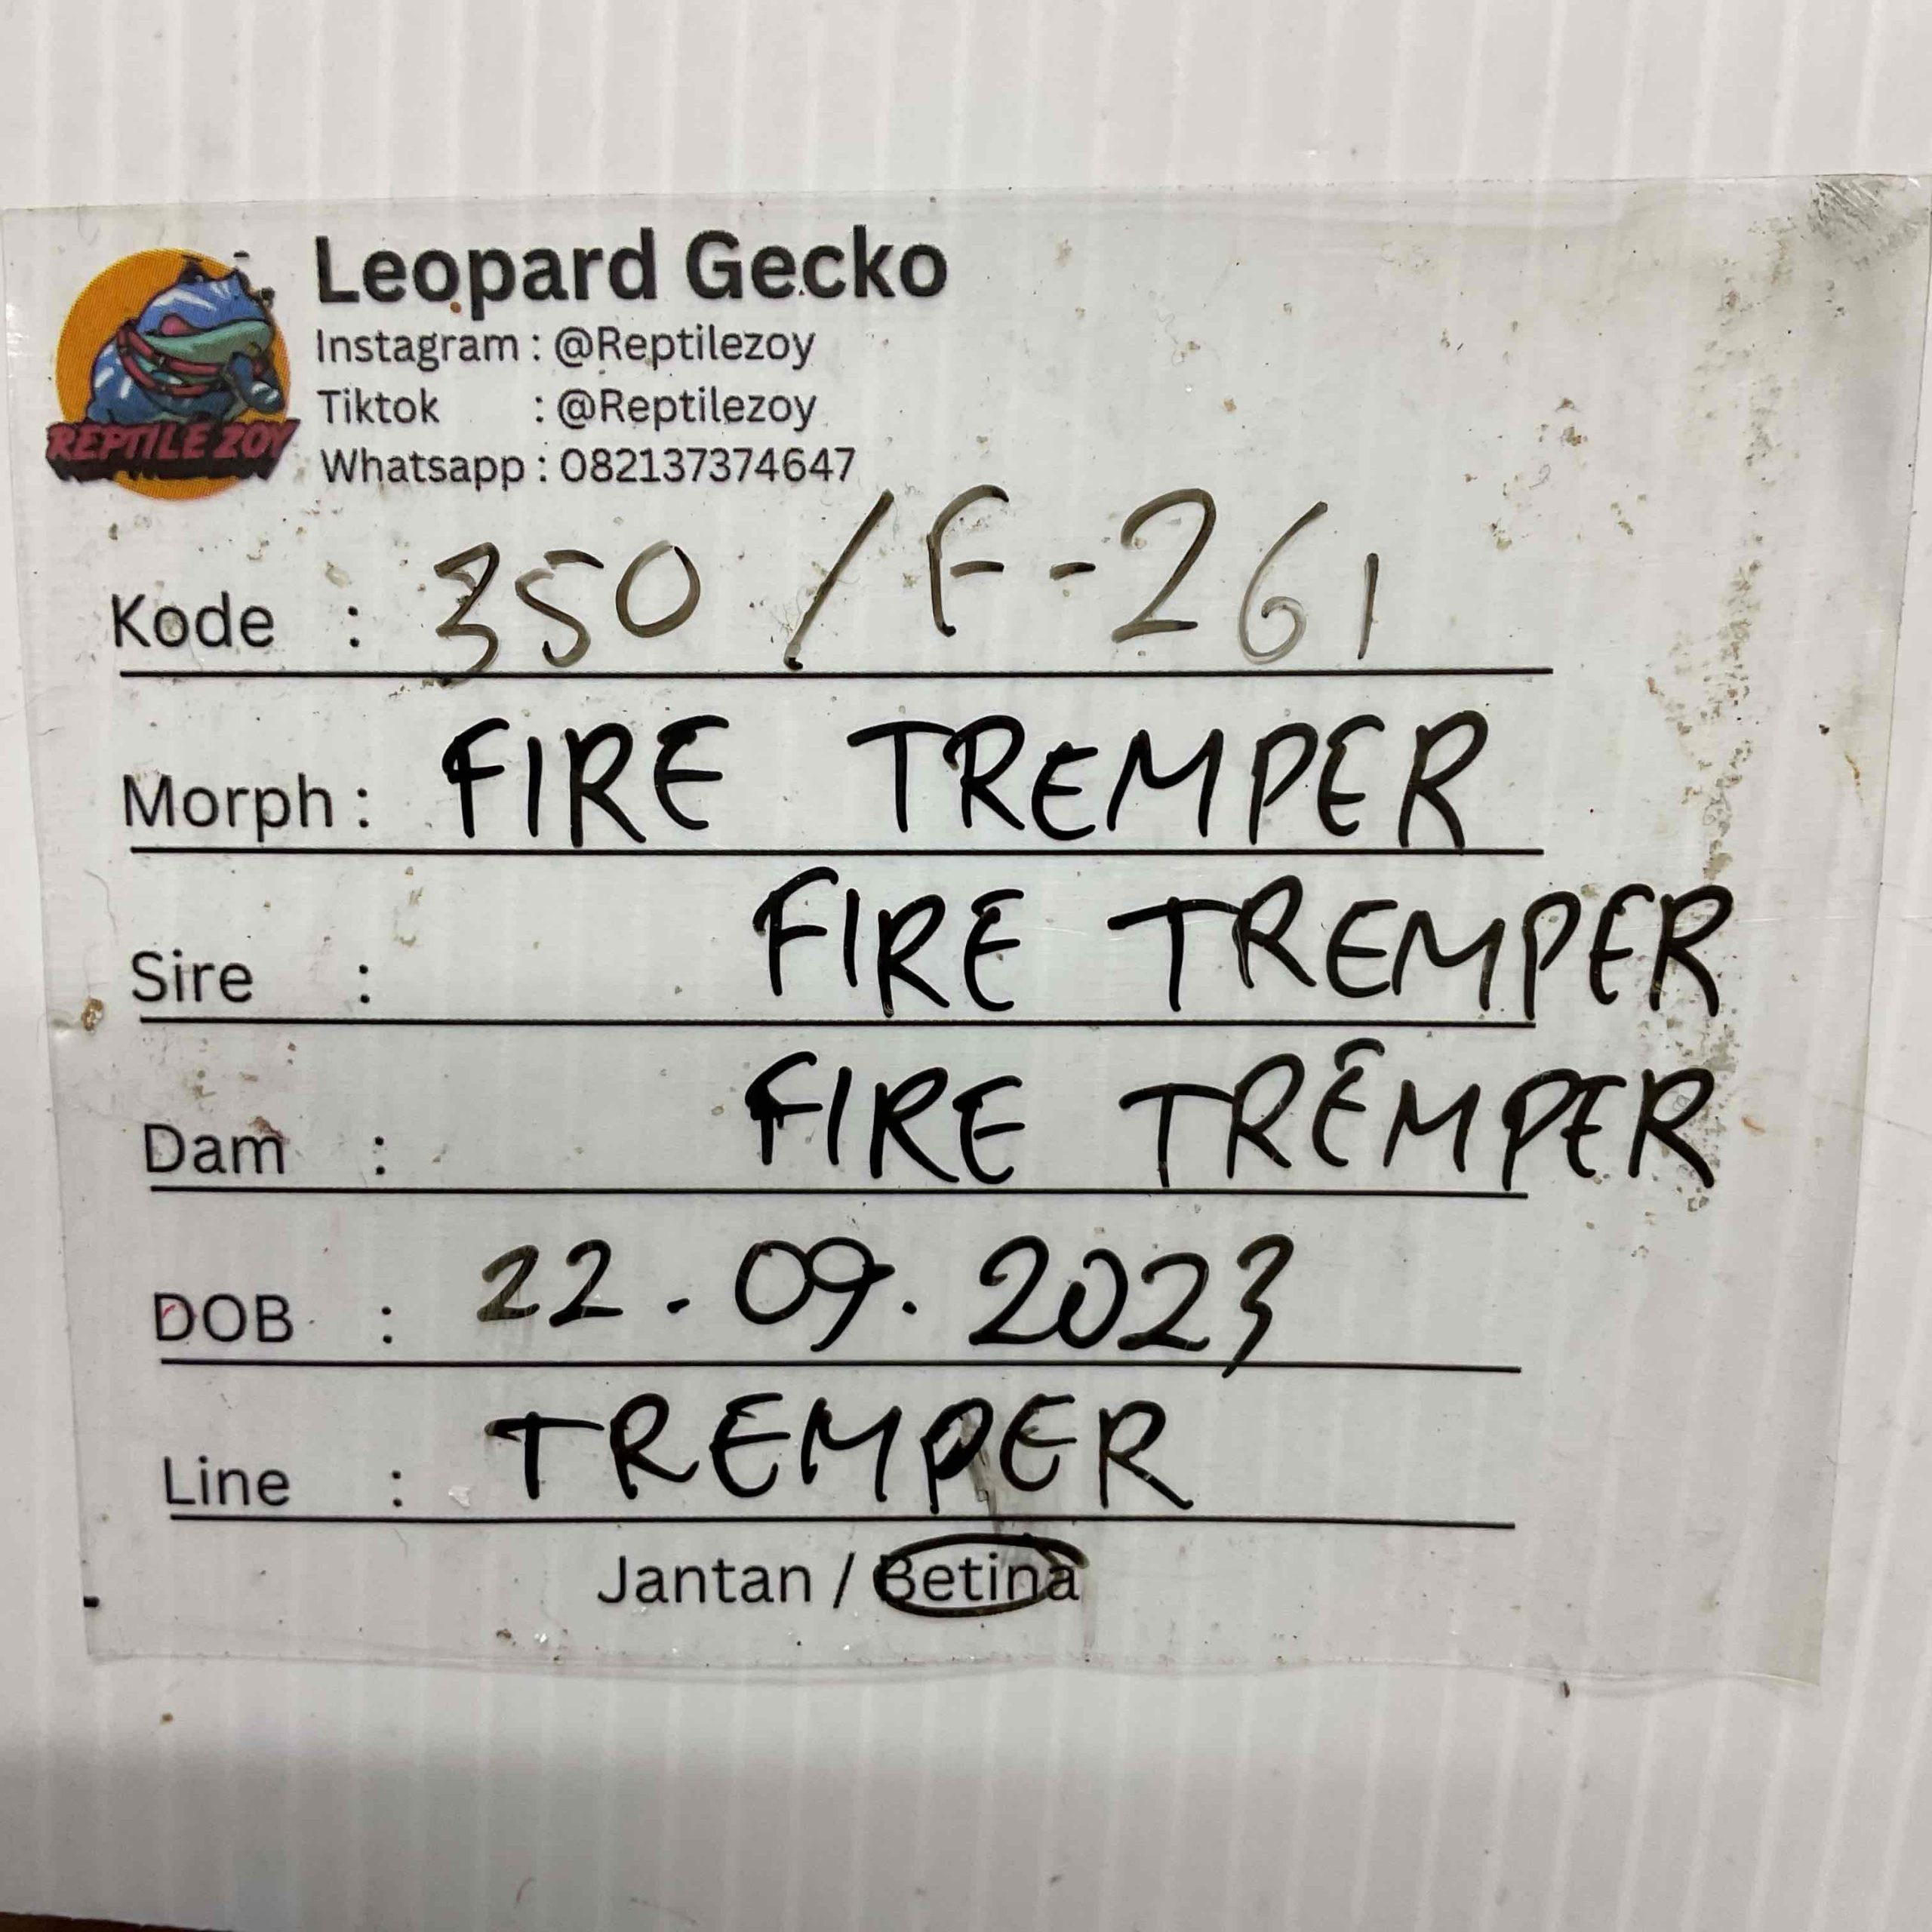 REPTILE ZOY
Leopard Gecko
Instagram : @Reptilezoy
Tiktok : @Reptilezoy
Whatsapp : 082137374647
Kode : 350 / F-261
Morph : FIRE TREMPER
Sire : FIRE TREMPER
Dam : FIRE TREMPER
DOB : 22.09.2023
Line : TREMPER
Jantan / Betina